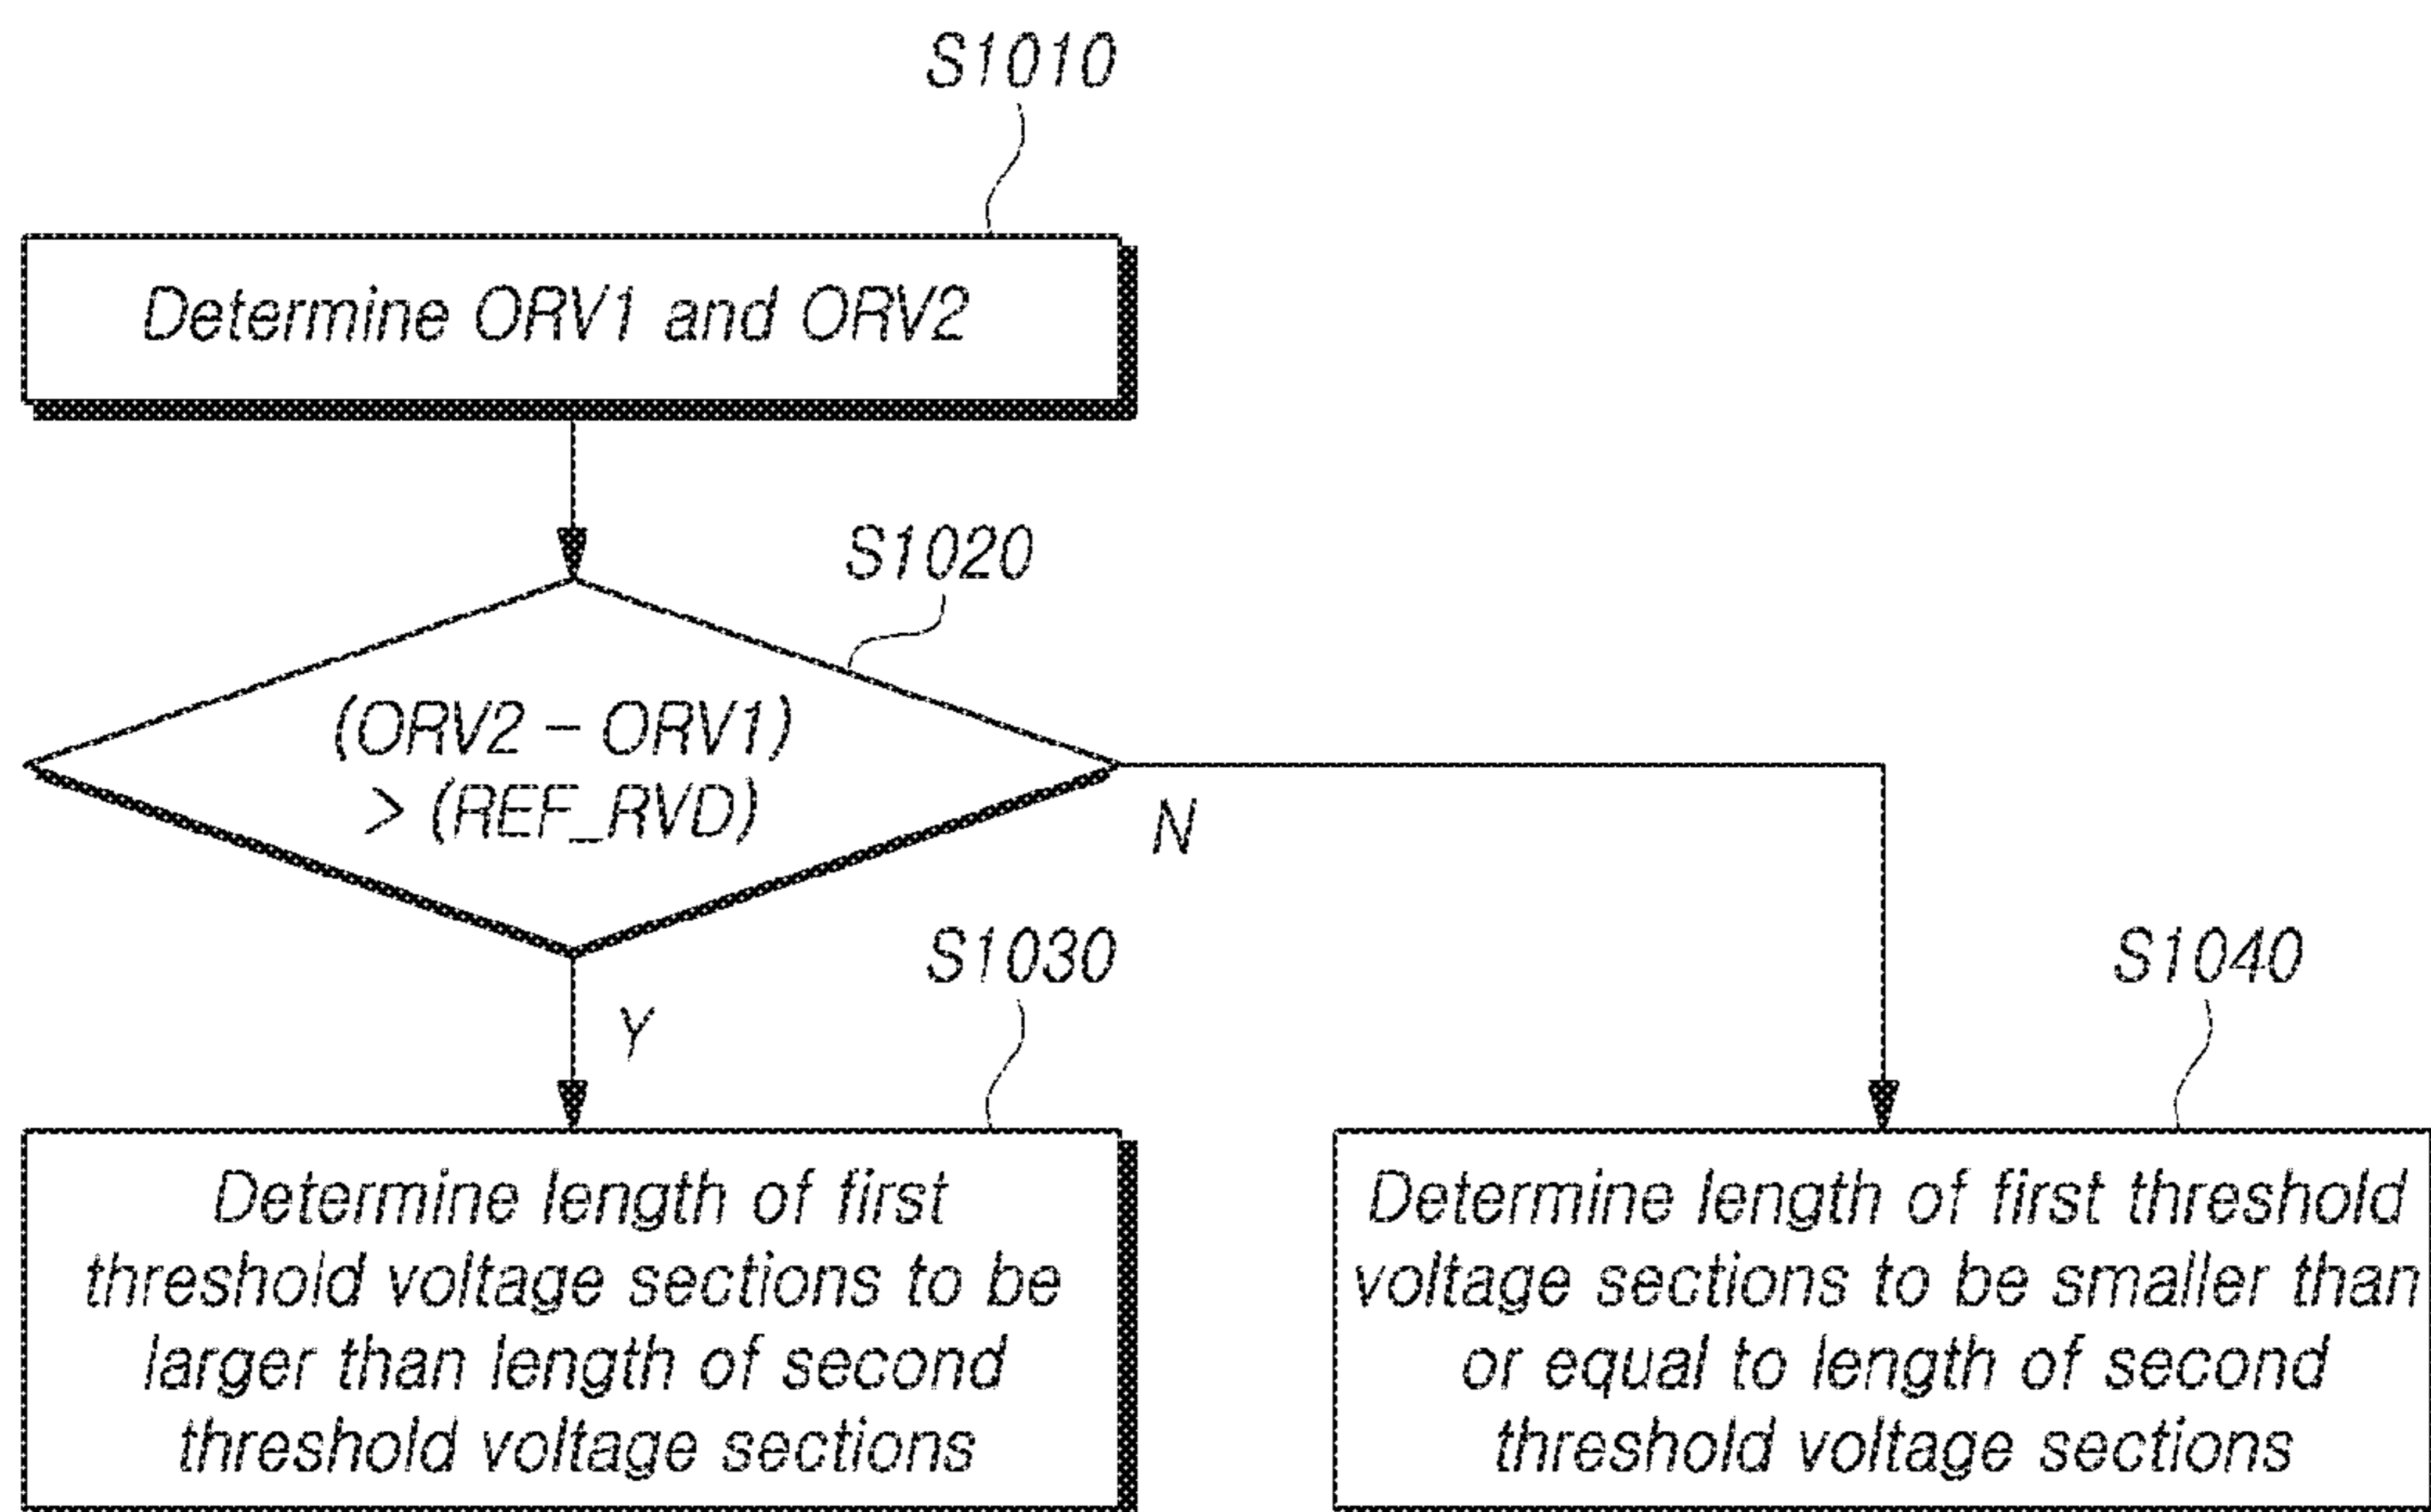 S1010
Determine ORV1 and ORV2
S1020
(ORV2 – ORV1)
> (REF_RVD)
N
Y
S1030
Determine length of first
threshold voltage sections to be
larger than length of second
threshold voltage sections
S1040
Determine length of first threshold
voltage sections to be smaller than
or equal to length of second
threshold voltage sections